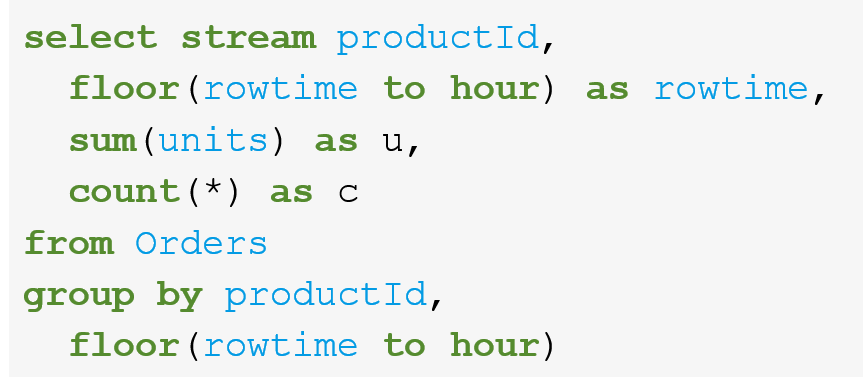 select stream productId,
  floor(rowtime to hour) as rowtime,
  sum(units) as u,
  count(*) as c
from Orders
group by productId,
  floor(rowtime to hour)